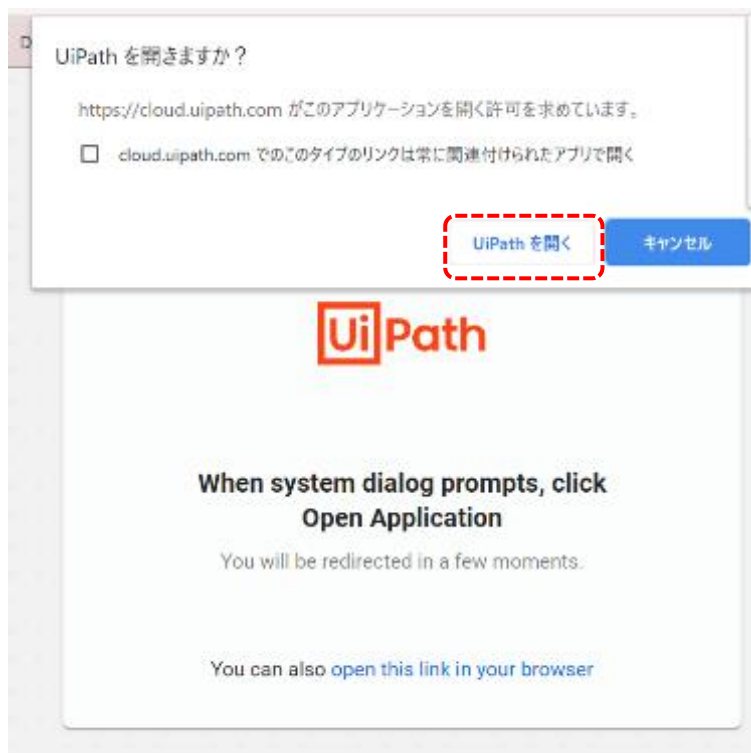 D
UiPath を開きますか？
https://cloud.uipath.com がこのアプリケーションを開く許可を求めています。
cloud.uipath.com でのこのタイプのリンクは常に関連付けられたアプリで開く
UiPath を開く
キャンセル
UiPath
When system dialog prompts, click
Open Application
You will be redirected in a few moments.
You can also open this link in your browser